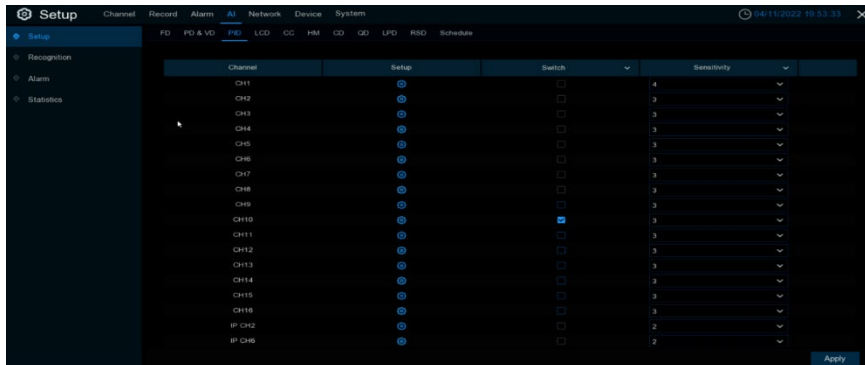 Setup Channel Record Alarm AI Network Device System 04/11/2022 19:53:33
Setup FD PD & VD PID LCD CC HM CD QD LPD RSD Schedule
Recognition
Alarm
Statistics
Channel Setup Switch Sensitivity
CH1 4
CH2 3
CH3 3
CH4 3
CH5 3
CH6 3
CH7 3
CH8 3
CH9 3
CH10 3
CH11 3
CH12 3
CH13 3
CH14 3
CH15 3
CH16 3
IP CH2 2
IP CH6 2
Apply